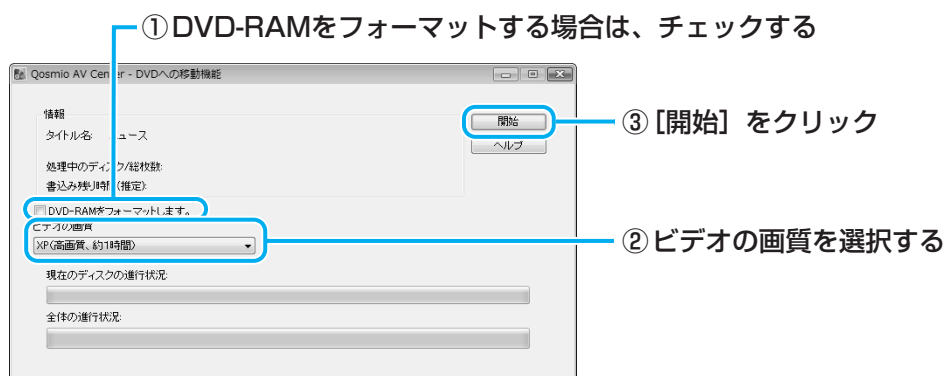 ①DVD-RAMをフォーマットする場合は、チェックする
Qosmio AV Center - DVDへの移動機能
情報
開始
③[開始] をクリック
タイトル名: ュース
ヘルプ
処理中のディスク/総枚数:
書込み残り時間(推定):
DVD-RAMをフォーマットします。
ビデオの画質
②ビデオの画質を選択する
XP(高画質、約1時間)
現在のディスクの進行状況:
全体の進行状況: